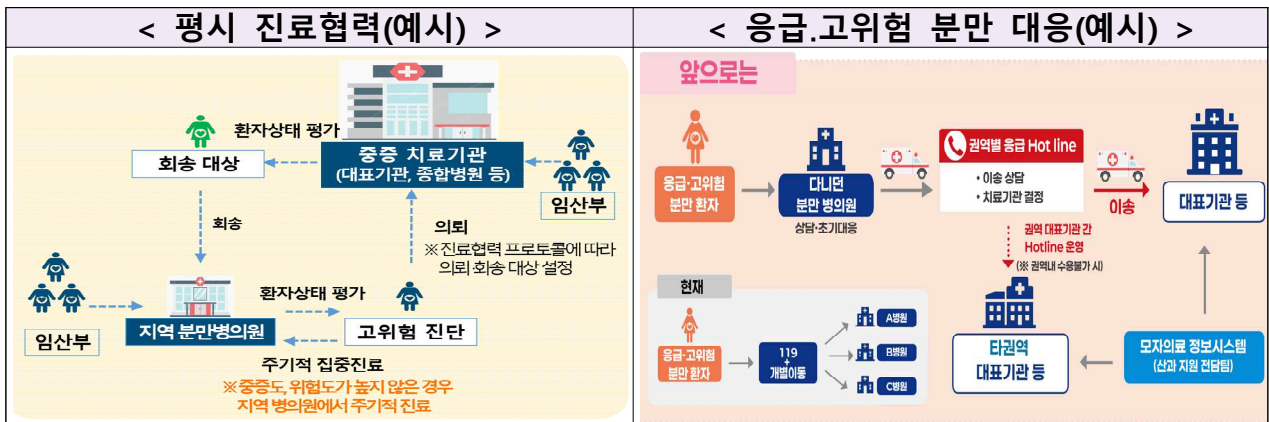 < 평시 진료협력(예시) >
환자상태 평가
회송 대상
중증 치료기관
(대표기관, 종합병원 등)
임산부
회송
의뢰
※진료협력 프로토콜에 따라
의뢰·회송 대상 설정
환자상태 평가
임산부
지역 분만병의원
고위험 진단
주기적 집중진료
※중증도, 위험도가 높지 않은 경우
지역 병의원에서 주기적 진료
< 응급.고위험 분만 대응(예시) >
앞으로는
응급·고위험
분만 환자
다니던
분만 병의원
상담·초기대응
권역별 응급 Hot line
• 이송 상담
• 치료기관 결정
이송
대표기관 등
권역 대표기관 간
Hotline 운영
(※ 권역내 수용불가 시)
타권역
대표기관 등
모자의료 정보시스템
(산과 지원 전담팀)
현재
응급·고위험
분만 환자
119
+
개별이동
A병원
B병원
C병원